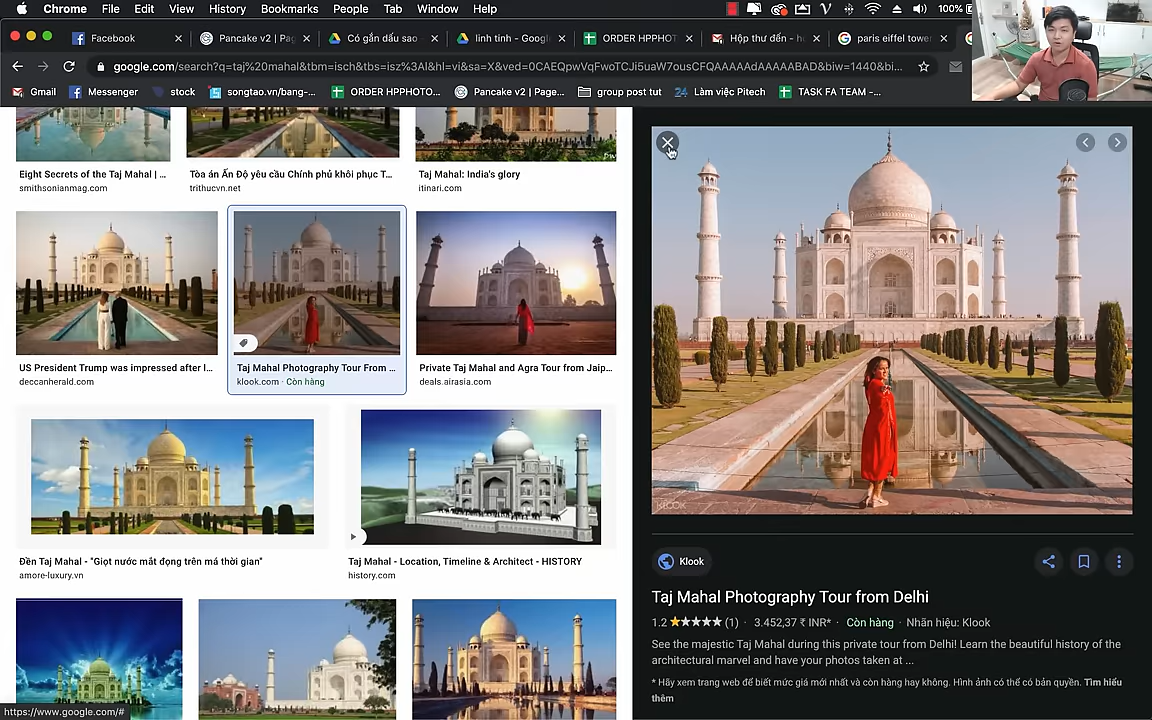 Chrome File Edit View History Bookmarks People Tab Window Help 100%
Facebook
Pancake v2 | Pag
Có gắn dấu sao
linh tinh - Goog
ORDER HPPHOT
Hộp thư đến - h
paris eiffel tower
google.com/search?q=taj%20mahal&tbm=isch&tbs=isz%3Al&hl=vi&sa=X&ved=0CAEQpwVqFwoTCJi5uaW7ousCFQAAAAAdAAAAABAD&biw=1440&bi...
Gmail
Messenger
stock
songtao.vn/bang-...
ORDER HPPHOTO...
Pancake v2 | Page...
group post tut
24 Làm việc Pitech
TASK FA TEAM -...
Eight Secrets of the Taj Mahal | ...
smithsonianmag.com
Tòa án Ấn Độ yêu cầu Chính phủ khôi phục T...
trithucvn.net
Taj Mahal: India's glory
itinari.com
US President Trump was impressed after l...
deccanherald.com
Taj Mahal Photography Tour From ...
klook.com · Còn hàng
Private Taj Mahal and Agra Tour from Jaip...
deals.airasia.com
Đền Taj Mahal - "Giọt nước mắt đọng trên má thời gian"
amore-luxury.vn
Taj Mahal - Location, Timeline & Architect - HISTORY
history.com
https://www.google.com/#
KLOOK
Klook
Taj Mahal Photography Tour from Delhi
1.2 ★★★★★ (1) · 3.452,37 ₹ INR* · Còn hàng · Nhãn hiệu: Klook
See the majestic Taj Mahal during this private tour from Delhi! Learn the beautiful history of the
architectural marvel and have your photos taken at ...
* Hãy xem trang web để biết mức giá mới nhất và còn hàng hay không. Hình ảnh có thể có bản quyền. Tìm hiểu
thêm